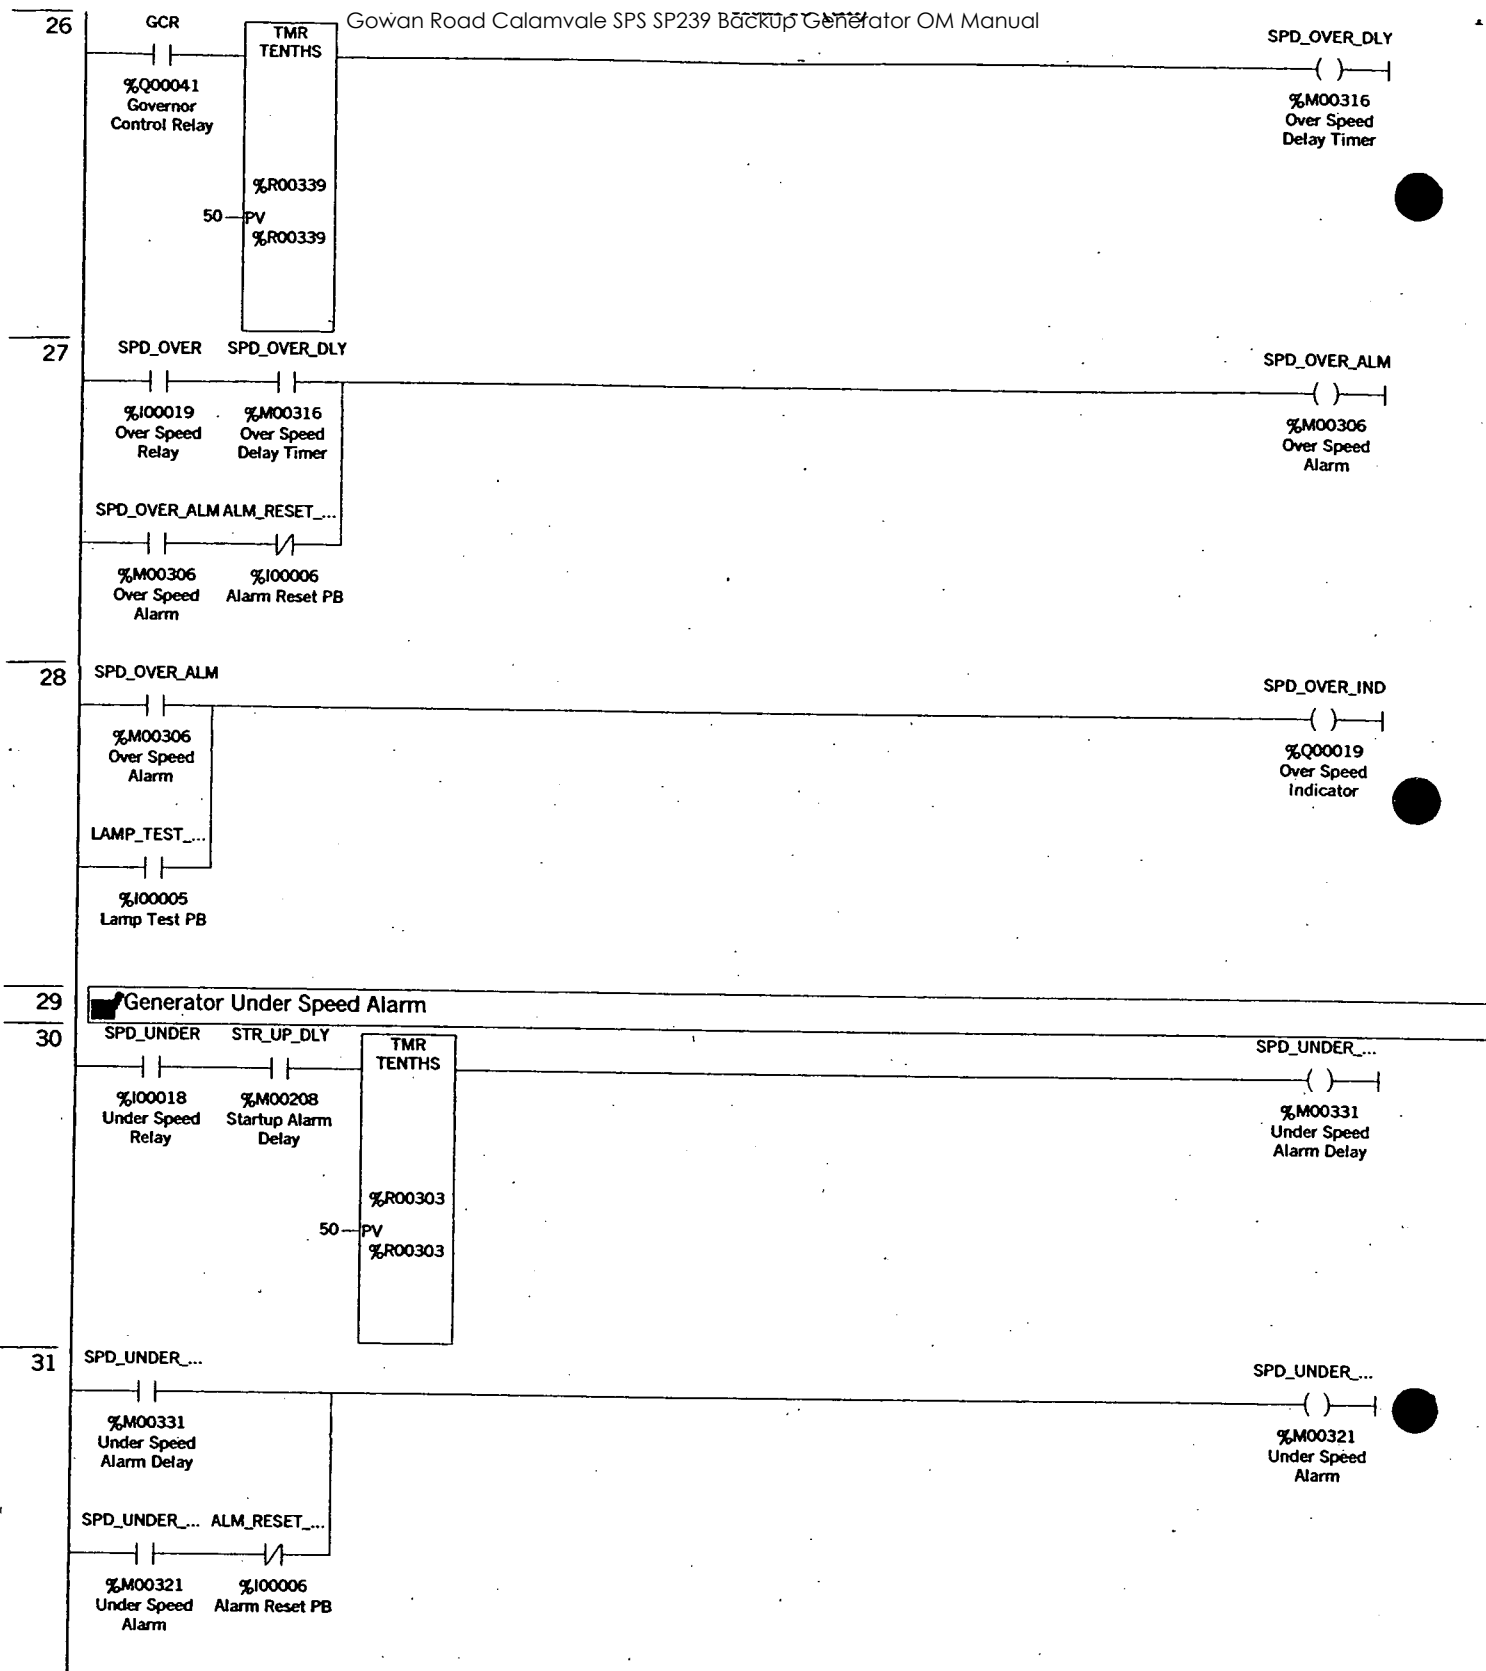 Gowan Road Calamvale SPS SP239 Backup Generator OM Manual
26
GCR
TMR
TENTHS
SPD_OVER_DLY
%Q00041
Governor
Control Relay
%M00316
Over Speed
Delay Timer
%R00339
50
PV
%R00339
27
SPD_OVER
SPD_OVER_DLY
SPD_OVER_ALM
%I00019
Over Speed
Relay
%M00316
Over Speed
Delay Timer
%M00306
Over Speed
Alarm
SPD_OVER_ALM
ALM_RESET_...
%M00306
Over Speed
Alarm
%I00006
Alarm Reset PB
28
SPD_OVER_ALM
SPD_OVER_IND
%M00306
Over Speed
Alarm
%Q00019
Over Speed
Indicator
LAMP_TEST_...
%I00005
Lamp Test PB
29
Generator Under Speed Alarm
30
SPD_UNDER
STR_UP_DLY
TMR
TENTHS
SPD_UNDER_...
%I00018
Under Speed
Relay
%M00208
Startup Alarm
Delay
%M00331
Under Speed
Alarm Delay
%R00303
50
PV
%R00303
31
SPD_UNDER_...
SPD_UNDER_...
%M00331
Under Speed
Alarm Delay
%M00321
Under Speed
Alarm
SPD_UNDER_...
ALM_RESET_...
%M00321
Under Speed
Alarm
%I00006
Alarm Reset PB